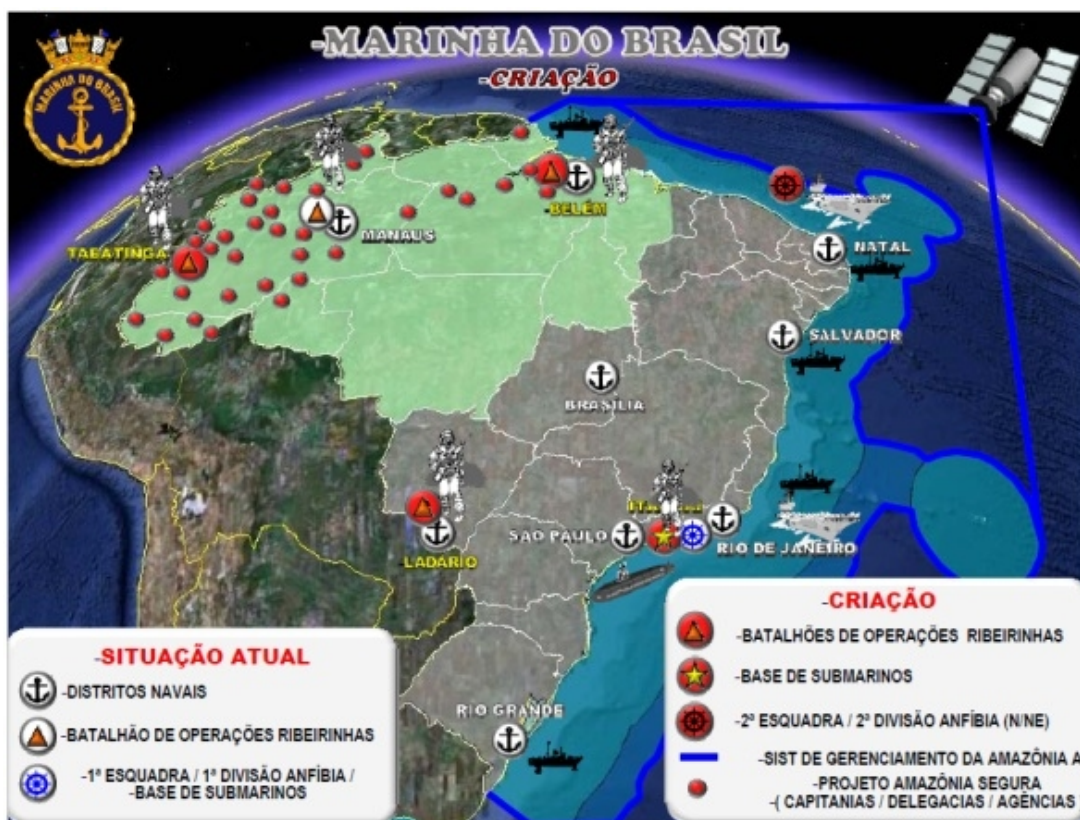 -MARINHA DO BRASIL
-CRIAÇÃO
MARINHA DO BRASIL
TABATINGA
MANAUS
-BELÉM
NATAL
SALVADOR
BRASÍLIA
SÃO PAULO
RIO DE JANEIRO
LADÁRIO
RIO GRANDE
-SITUAÇÃO ATUAL
-DISTRITOS NAVAIS
-BATALHÃO DE OPERAÇÕES RIBEIRINHAS
-1ª ESQUADRA / 1ª DIVISÃO ANFÍBIA /
-BASE DE SUBMARINOS
-CRIAÇÃO
-BATALHÕES DE OPERAÇÕES RIBEIRINHAS
-BASE DE SUBMARINOS
-2ª ESQUADRA / 2ª DIVISÃO ANFÍBIA (N/NE)
-SIST DE GERENCIAMENTO DA AMAZÔNIA A
-PROJETO AMAZÔNIA SEGURA
-( CAPITANIAS / DELEGACIAS / AGÊNCIAS